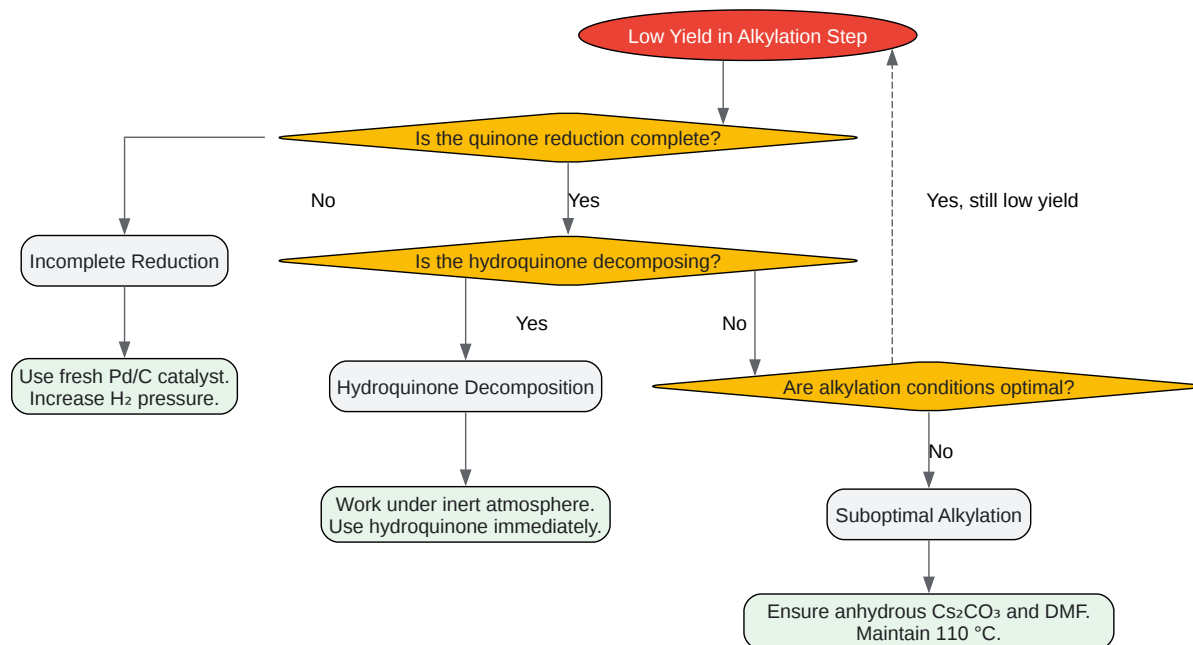 Low Yield in Alkylation Step
Is the quinone reduction complete?
No
Yes
Yes, still low yield
Incomplete Reduction
Is the hydroquinone decomposing?
Yes
No
Use fresh Pd/C catalyst.
Increase H₂ pressure.
Hydroquinone Decomposition
Are alkylation conditions optimal?
No
Work under inert atmosphere.
Use hydroquinone immediately.
Suboptimal Alkylation
Ensure anhydrous Cs₂CO₃ and DMF.
Maintain 110 °C.